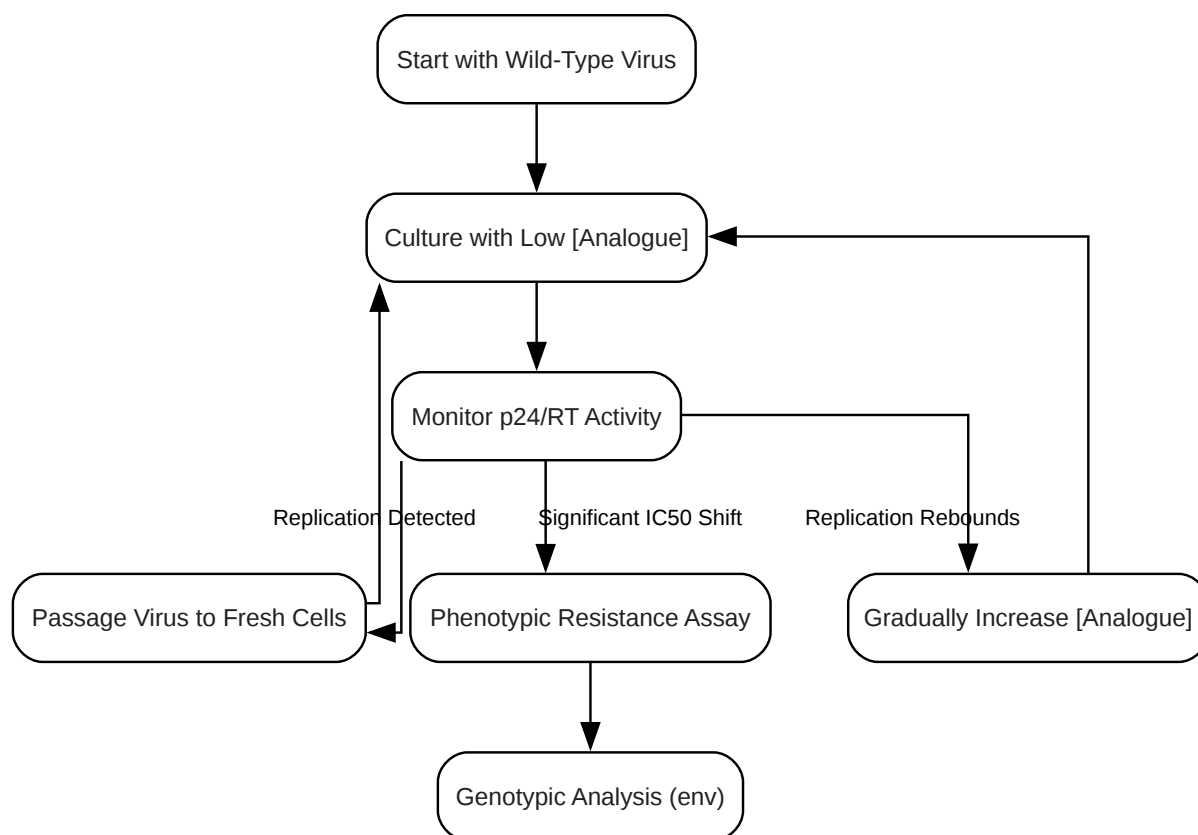 Start with Wild-Type Virus
Culture with Low [Analogue]
Monitor p24/RT Activity
Replication Detected
Significant IC50 Shift
Replication Rebounds
Passage Virus to Fresh Cells
Phenotypic Resistance Assay
Gradually Increase [Analogue]
Genotypic Analysis (env)